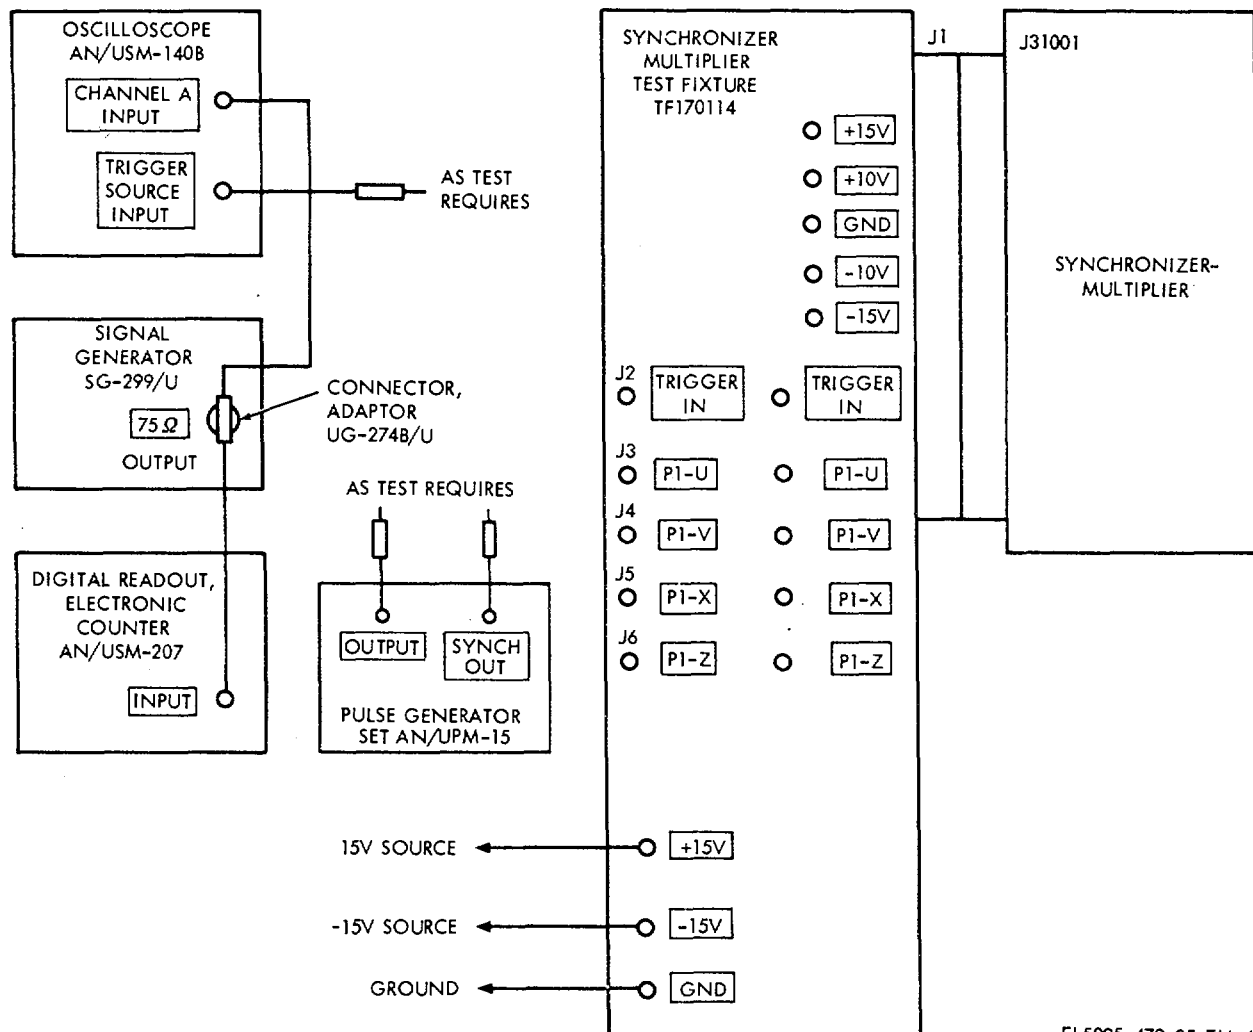 OSCILLOSCOPE
AN/USM-140B
CHANNEL A
INPUT
TRIGGER
SOURCE
INPUT
AS TEST
REQUIRES
SIGNAL
GENERATOR
SG-299/U
75Ω
OUTPUT
CONNECTOR,
ADAPTOR
UG-274B/U
DIGITAL READOUT,
ELECTRONIC
COUNTER
AN/USM-207
INPUT
AS TEST REQUIRES
OUTPUT
SYNCH
OUT
PULSE GENERATOR
SET AN/UPM-15
SYNCHRONIZER
MULTIPLIER
TEST FIXTURE
TF170114
+15V
+10V
GND
-10V
-15V
J2
TRIGGER
IN
TRIGGER
IN
J3
P1-U
P1-U
J4
P1-V
P1-V
J5
P1-X
P1-X
J6
P1-Z
P1-Z
15V SOURCE
+15V
-15V SOURCE
-15V
GROUND
GND
J1
J31001
SYNCHRONIZER-
MULTIPLIER